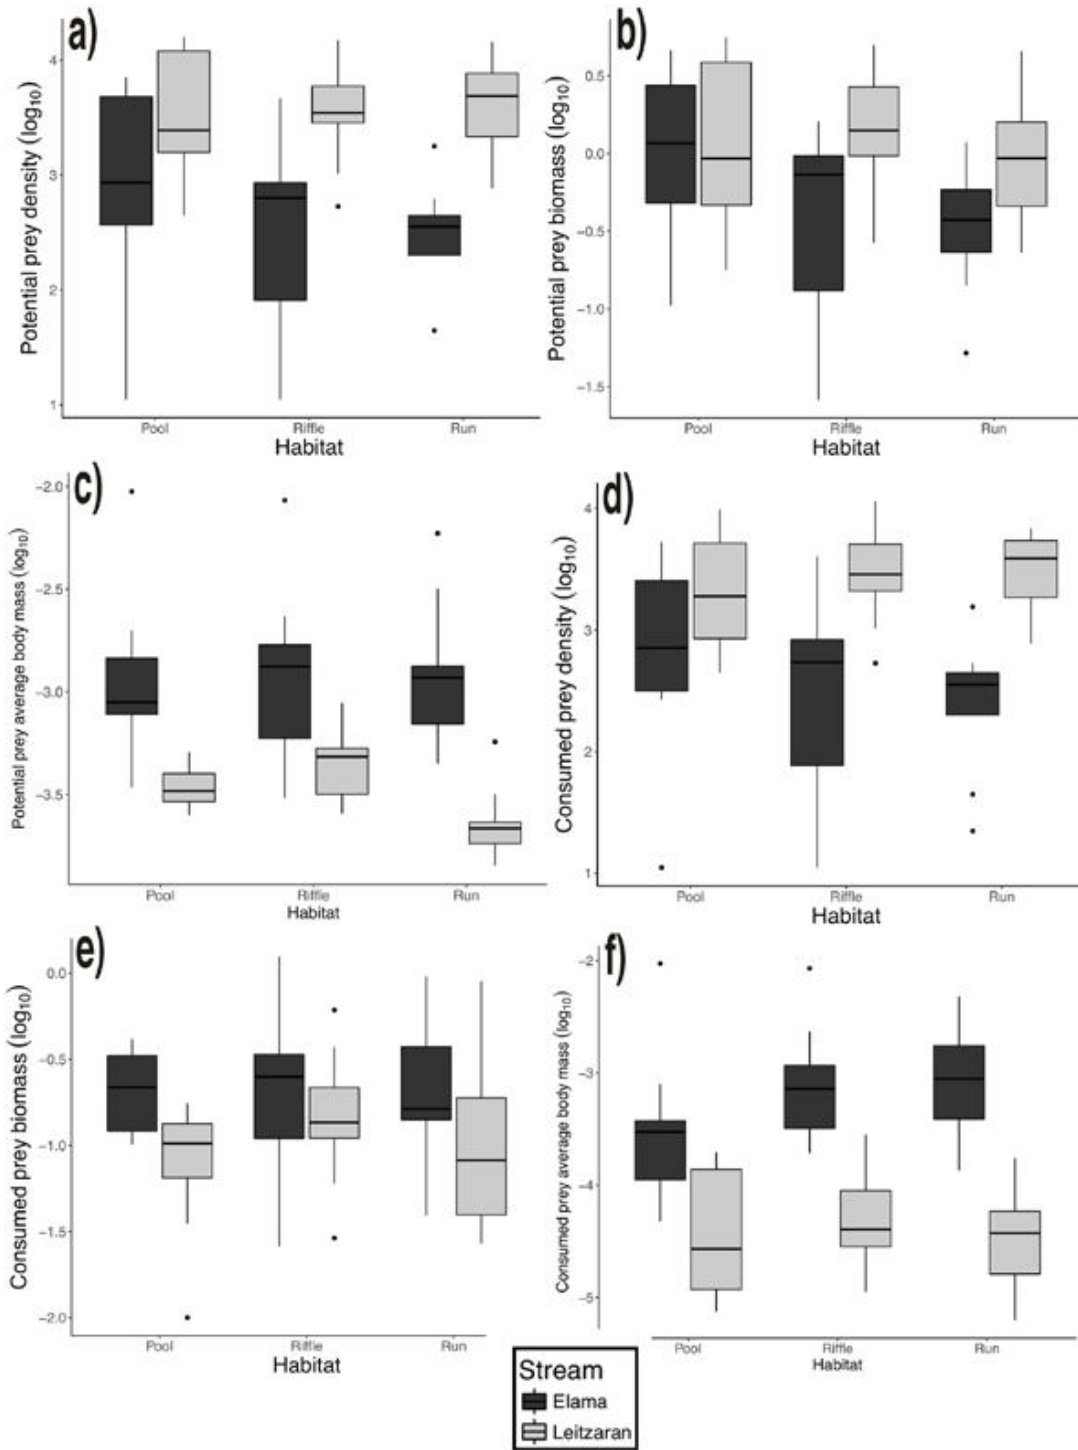 a)
Potential prey density (log10)
4
3
2
1
Pool Riffle Run
Habitat
b)
Potential prey biomass (log10)
0.5
0.0
−0.5
−1.0
−1.5
Pool Riffle Run
Habitat
c)
Potential prey average body mass (log10)
−2.0
−2.5
−3.0
−3.5
Pool Riffle Run
Habitat
d)
Consumed prey density (log10)
4
3
2
1
Pool Riffle Run
Habitat
e)
Consumed prey biomass (log10)
0.0
−0.5
−1.0
−1.5
−2.0
Pool Riffle Run
Habitat
f)
Consumed prey average body mass (log10)
−2
−3
−4
−5
Pool Riffle Run
Habitat
Stream
Elama
Leitzaran